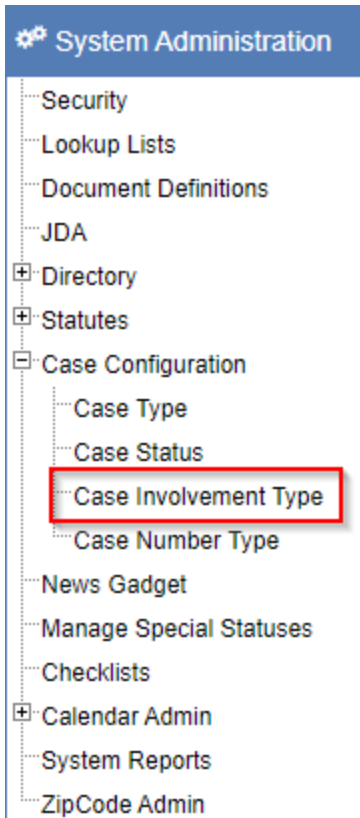 System Administration
Security
Lookup Lists
Document Definitions
JDA
Directory
Statutes
Case Configuration
Case Type
Case Status
Case Involvement Type
Case Number Type
News Gadget
Manage Special Statuses
Checklists
Calendar Admin
System Reports
ZipCode Admin